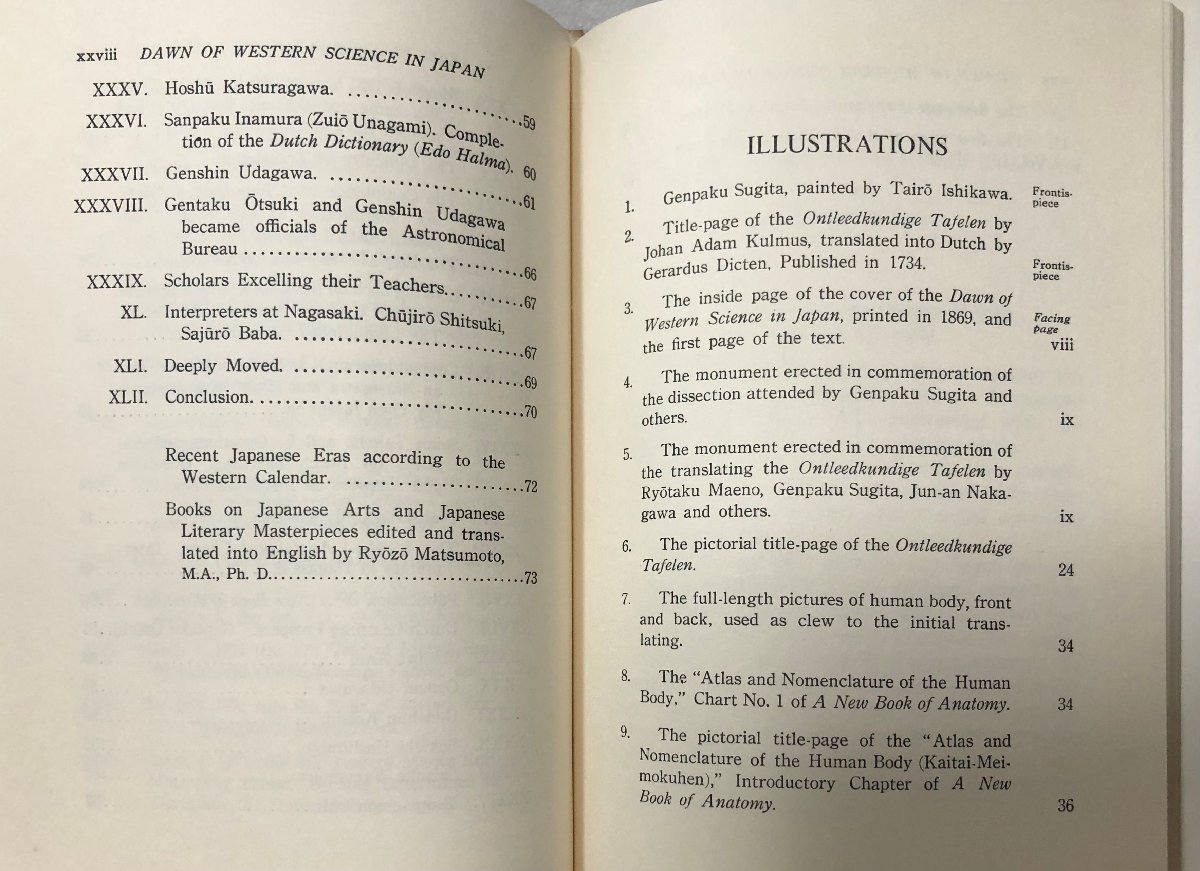 xxviii DAWN OF WESTERN SCIENCE IN JAPAN
XXXV. Hoshū Katsuragawa. ........................59
XXXVI. Sanpaku Inamura (Zuiō Unagami). Comple-
tion of the Dutch Dictionary (Edo Halma). 60
XXXVII. Genshin Udagawa. ..........................61
XXXVIII. Gentaku Ōtsuki and Genshin Udagawa
became officials of the Astronomical
Bureau ......................................66
XXXIX. Scholars Excelling their Teachers...........67
XL. Interpreters at Nagasaki. Chūjirō Shitsuki,
Sajūrō Baba. ................................67
XLI. Deeply Moved. ................................69
XLII. Conclusion. ....................................70
Recent Japanese Eras according to the
Western Calendar. .........................72
Books on Japanese Arts and Japanese
Literary Masterpieces edited and trans-
lated into English by Ryōzō Matsumoto,
M.A., Ph. D...................................73
ILLUSTRATIONS
1. Genpaku Sugita, painted by Tairō Ishikawa. Frontis-
piece
2. Title-page of the Ontleedkundige Tafelen by
Johan Adam Kulmus, translated into Dutch by
Gerardus Dicten, Published in 1734. Frontis-
piece
3. The inside page of the cover of the Dawn of
Western Science in Japan, printed in 1869, and Facing
page
the first page of the text. viii
4. The monument erected in commemoration of
the dissection attended by Genpaku Sugita and
others. ix
5. The monument erected in commemoration of
the translating the Ontleedkundige Tafelen by
Ryōtaku Maeno, Genpaku Sugita, Jun-an Naka-
gawa and others. ix
6. The pictorial title-page of the Ontleedkundige
Tafelen. 24
7. The full-length pictures of human body, front
and back, used as clew to the initial trans-
lating. 34
8. The "Atlas and Nomenclature of the Human
Body," Chart No. 1 of A New Book of Anatomy. 34
9. The pictorial title-page of the "Atlas and
Nomenclature of the Human Body (Kaitai-Mei-
mokuhen)," Introductory Chapter of A New
Book of Anatomy. 36